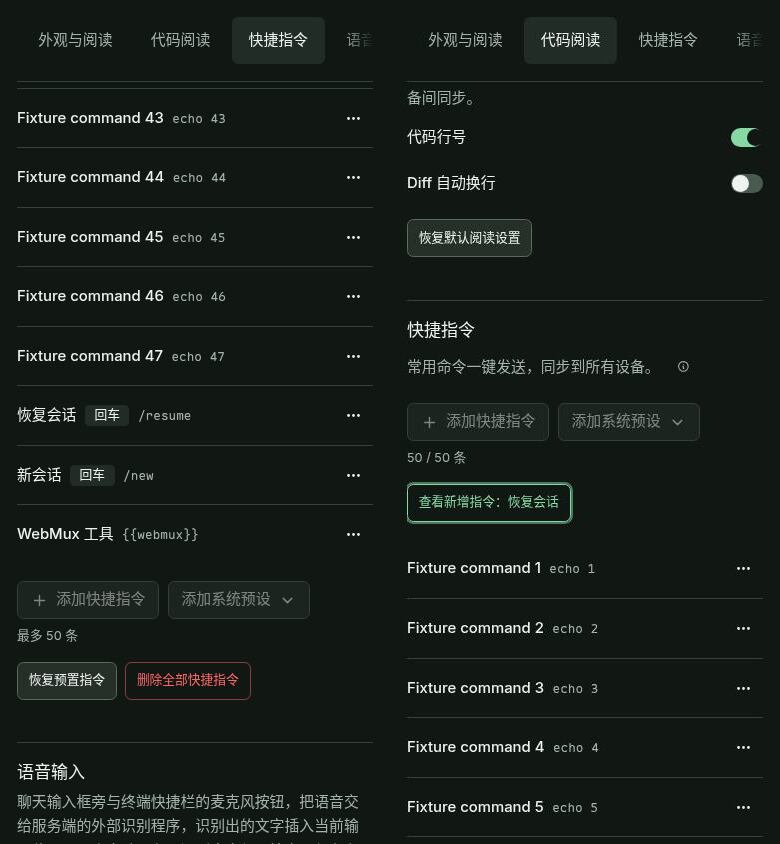 外观与阅读 代码阅读 快捷指令 语音
Fixture command 43 echo 43
Fixture command 44 echo 44
Fixture command 45 echo 45
Fixture command 46 echo 46
Fixture command 47 echo 47
恢复会话 回车 /resume
新会话 回车 /new
WebMux 工具 {{webmux}}
添加快捷指令 添加系统预设
最多 50 条
恢复预置指令 删除全部快捷指令
语音输入
聊天输入框旁与终端快捷栏的麦克风按钮，把语音交
给服务端的外部识别程序，识别出的文字插入当前输
外观与阅读 代码阅读 快捷指令 语音
备间同步。
代码行号
Diff 自动换行
恢复默认阅读设置
快捷指令
常用命令一键发送，同步到所有设备。
添加快捷指令 添加系统预设
50 / 50 条
查看新增指令：恢复会话
Fixture command 1 echo 1
Fixture command 2 echo 2
Fixture command 3 echo 3
Fixture command 4 echo 4
Fixture command 5 echo 5